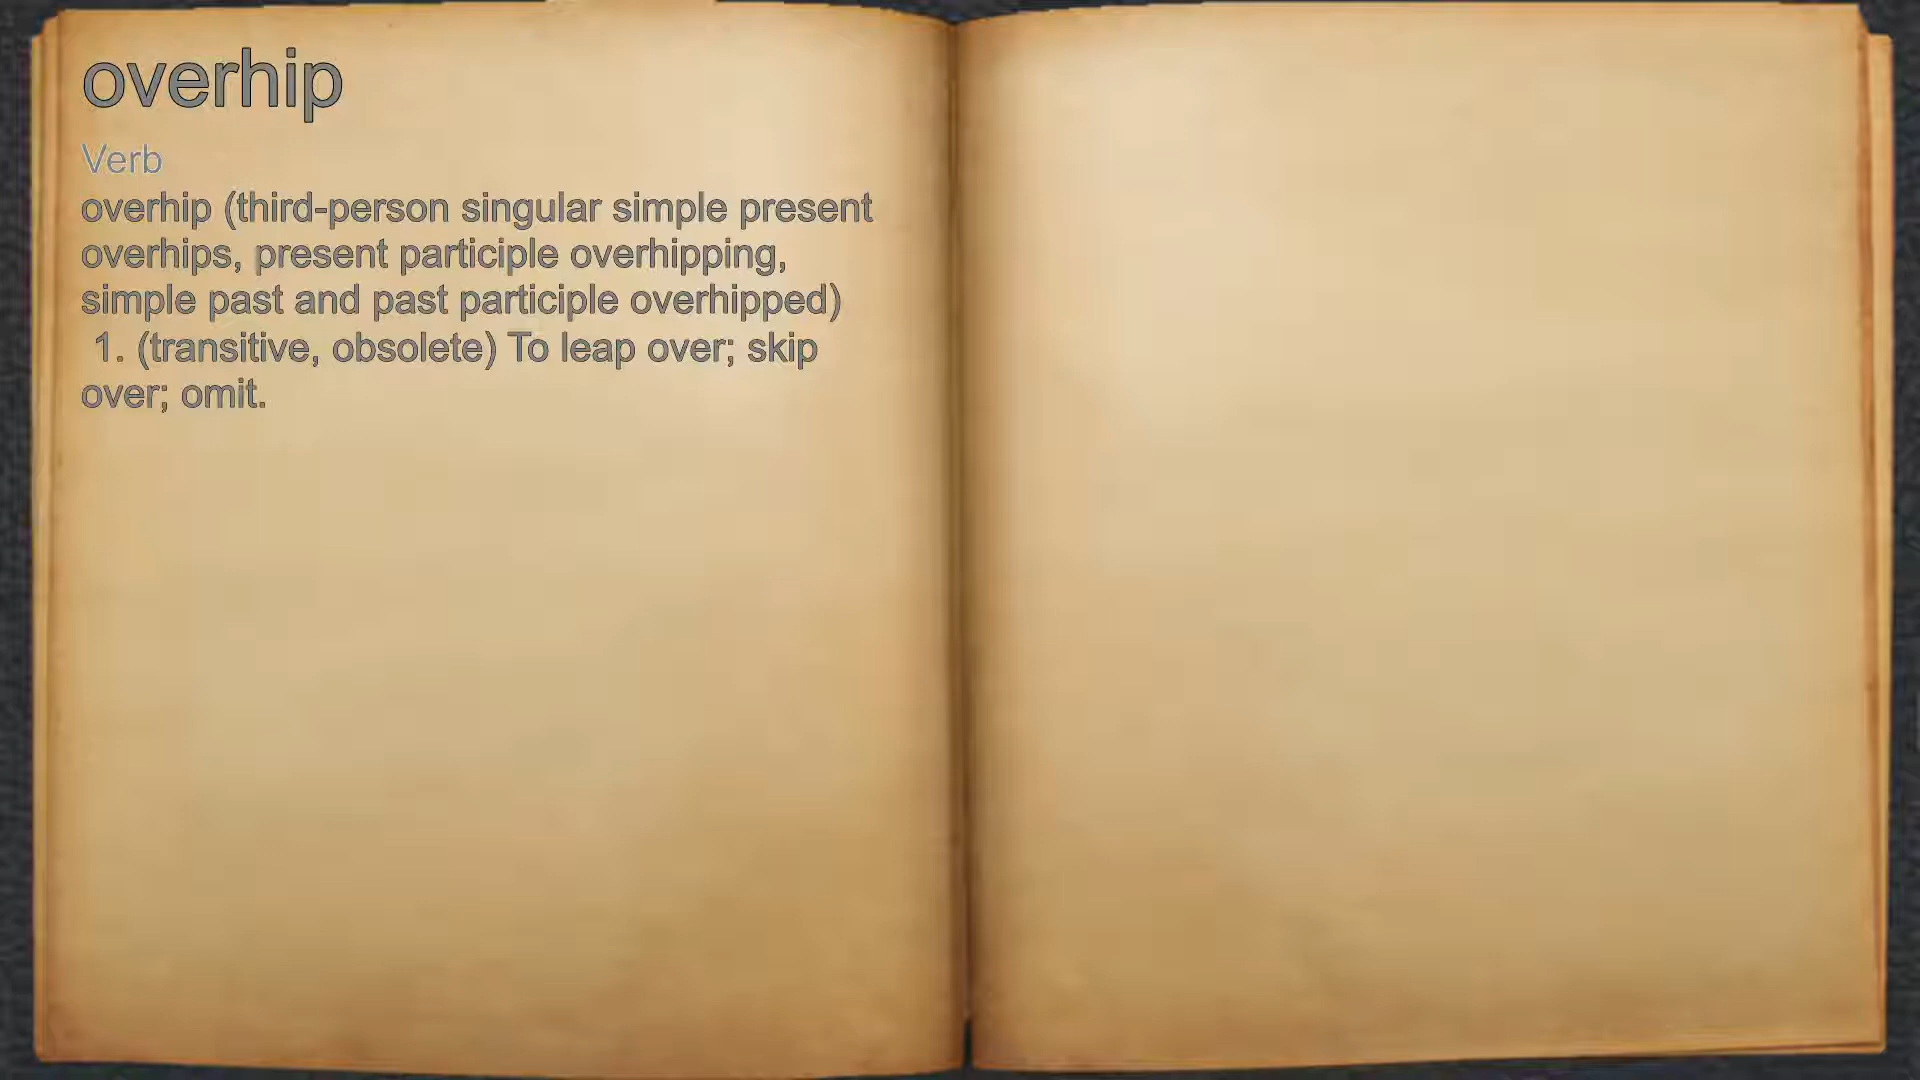 overhip
Verb
overhip (third-person singular simple present
overhips, present participle overhipping,
simple past and past participle overhipped)
1. (transitive, obsolete) To leap over; skip
over; omit.